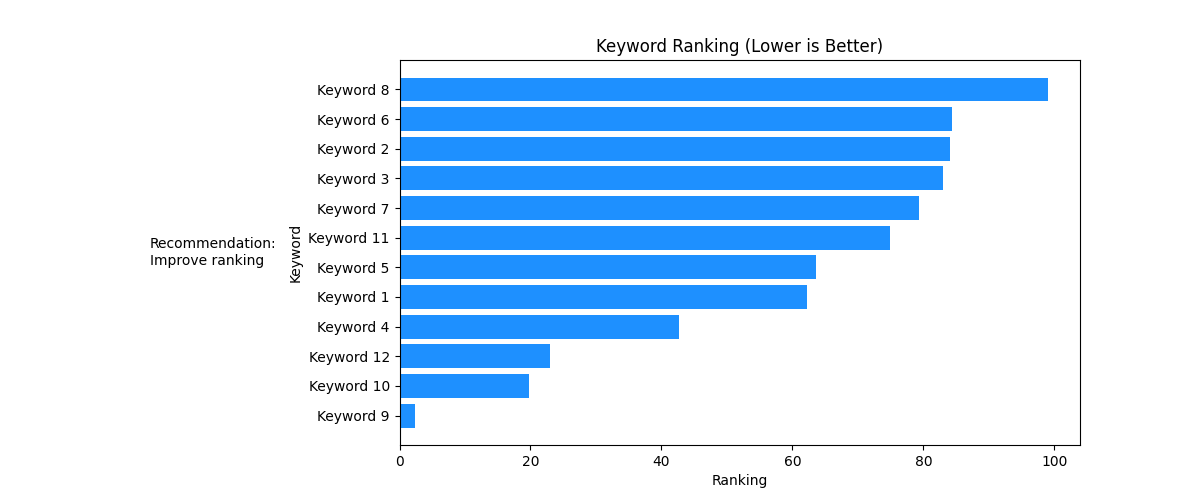 Keyword Ranking (Lower is Better)
Keyword 8
Keyword 6
Keyword 2
Keyword 3
Keyword 7
Keyword 11
Keyword 5
Keyword 1
Keyword 4
Keyword 12
Keyword 10
Keyword 9
Keyword
Recommendation:
Improve ranking
0 20 40 60 80 100
Ranking